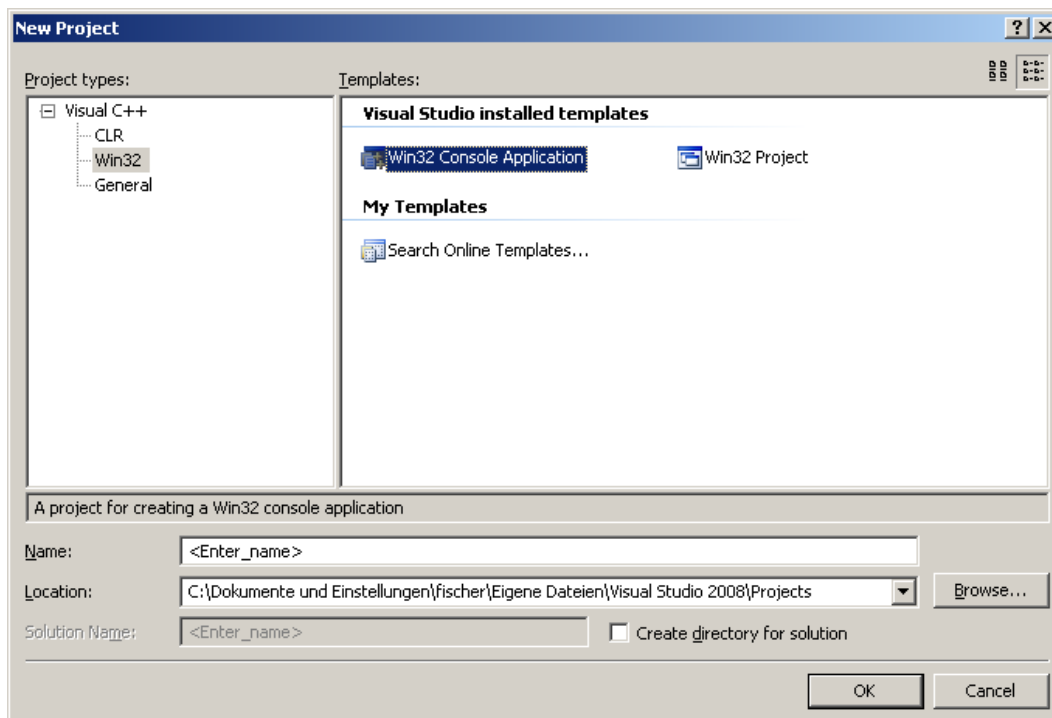 New Project
Project types:
Templates:
Visual C++
CLR
Win32
General
Visual Studio installed templates
Win32 Console Application
Win32 Project
My Templates
Search Online Templates...
A project for creating a Win32 console application
Name:
<Enter_name>
Location:
C:\Dokumente und Einstellungen\fischer\Eigene Dateien\Visual Studio 2008\Projects
Browse...
Solution Name:
<Enter_name>
Create directory for solution
OK
Cancel